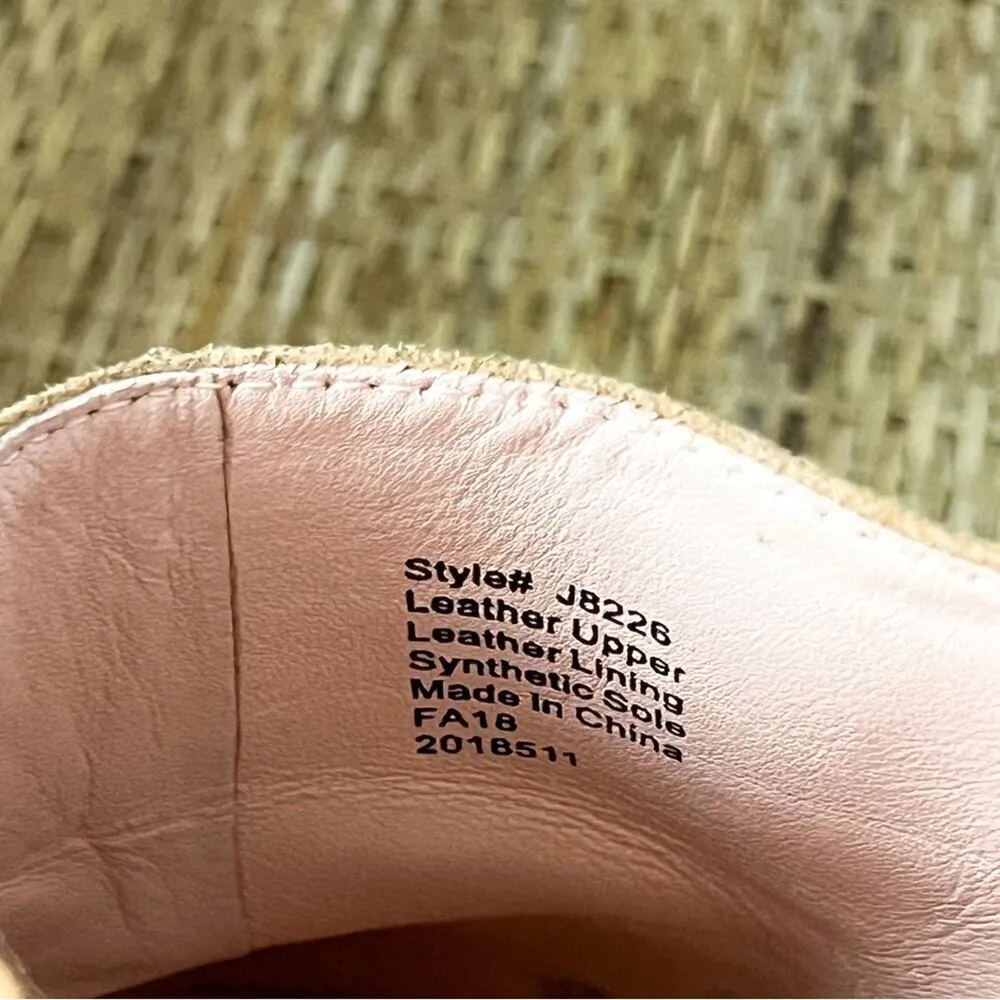 Style# J8226
Leather Upper
Leather Lining
Synthetic Sole
Made In China
FA18
2018511